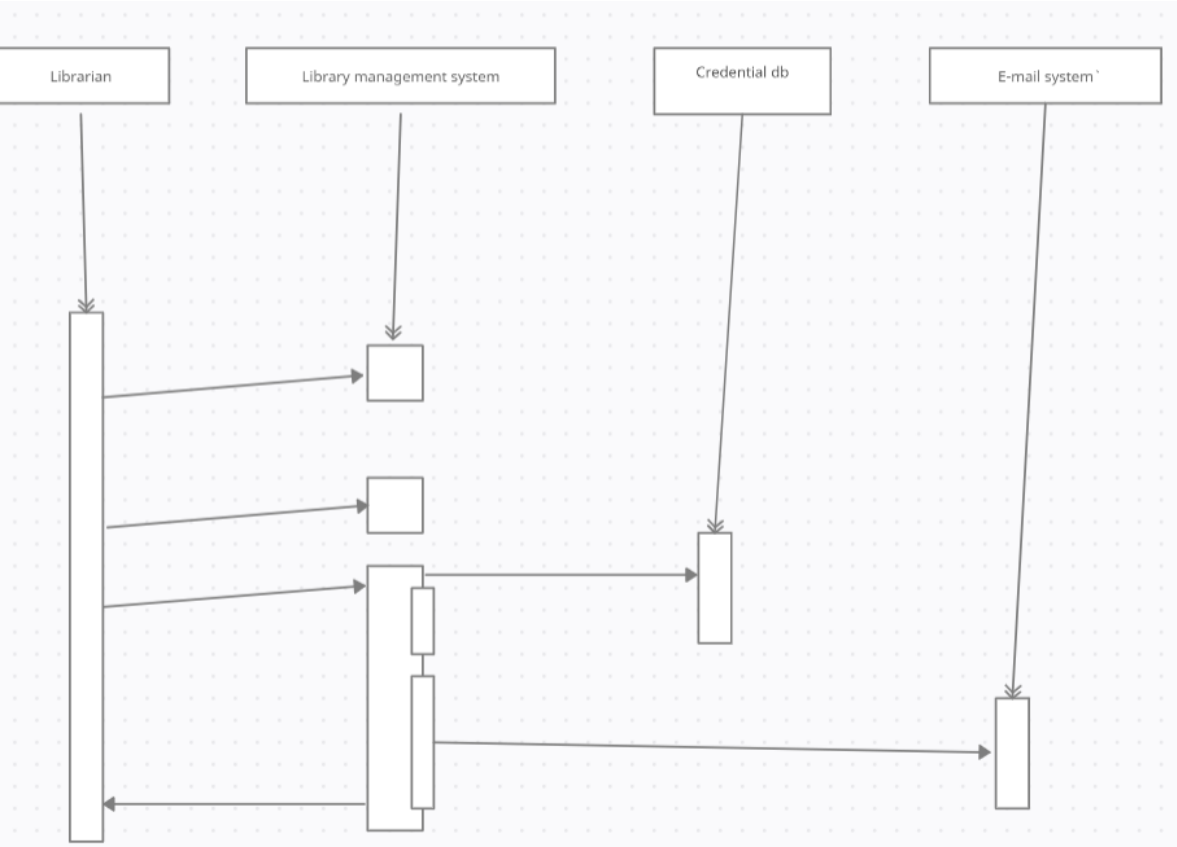 Librarian
Library management system
Credential db
E-mail system`